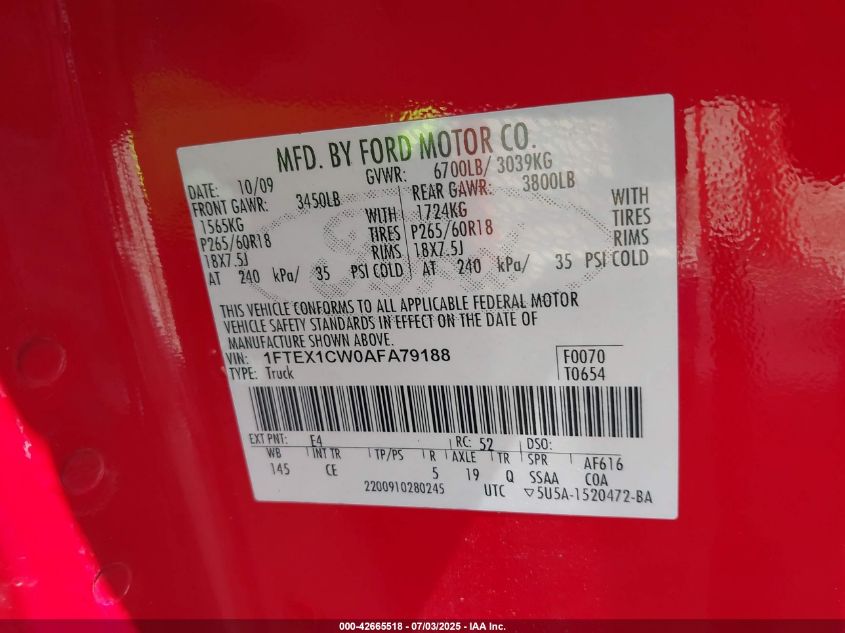 MFD. BY FORD MOTOR CO.
DATE: 10/09 GVWR: 6700LB/ 3039KG
FRONT GAWR: 3450LB REAR GAWR: 3800LB
1565KG WITH 1724KG WITH
P265/60R18 TIRES P265/60R18 TIRES
18X7.5J RIMS 18X7.5J RIMS
AT 240 kPa/ 35 PSI COLD AT 240 kPa/ 35 PSI COLD
THIS VEHICLE CONFORMS TO ALL APPLICABLE FEDERAL MOTOR
VEHICLE SAFETY STANDARDS IN EFFECT ON THE DATE OF
MANUFACTURE SHOWN ABOVE.
VIN: 1FTEX1CW0AFA79188 F0070
TYPE: Truck T0654
EXT PNT: E4 RC: 52 DSO:
WB INT TR TP/PS R AXLE TR SPR AF616
145 CE 5 19 Q SSAA COA
2200910280245 UTC ▽5U5A-1520472-BA
000-42665518 - 07/03/2025 - IAA Inc.